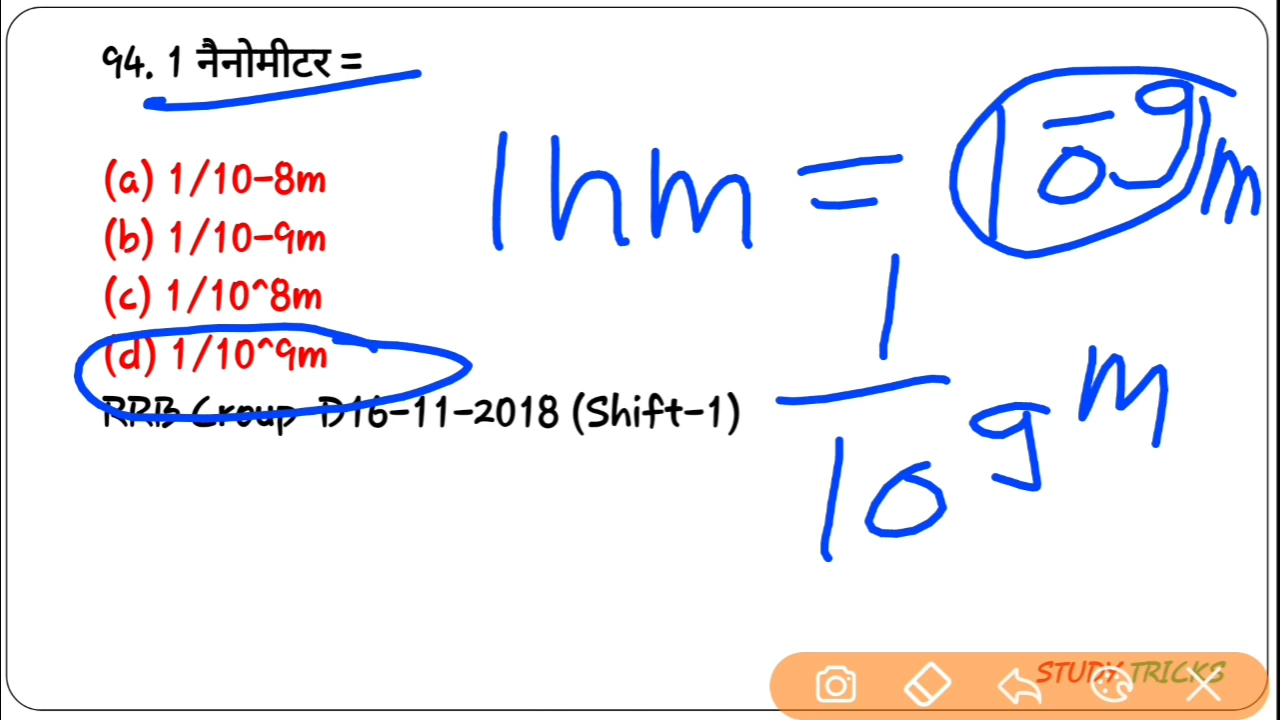 94. 1 नैनोमीटर =
(a) 1/10-8m
(b) 1/10-9m
(c) 1/10^8m
(d) 1/10^9m
RRB Group D16-11-2018 (Shift-1)
1nm = 10⁻⁹m
1
10⁹ m
STUDY TRICKS